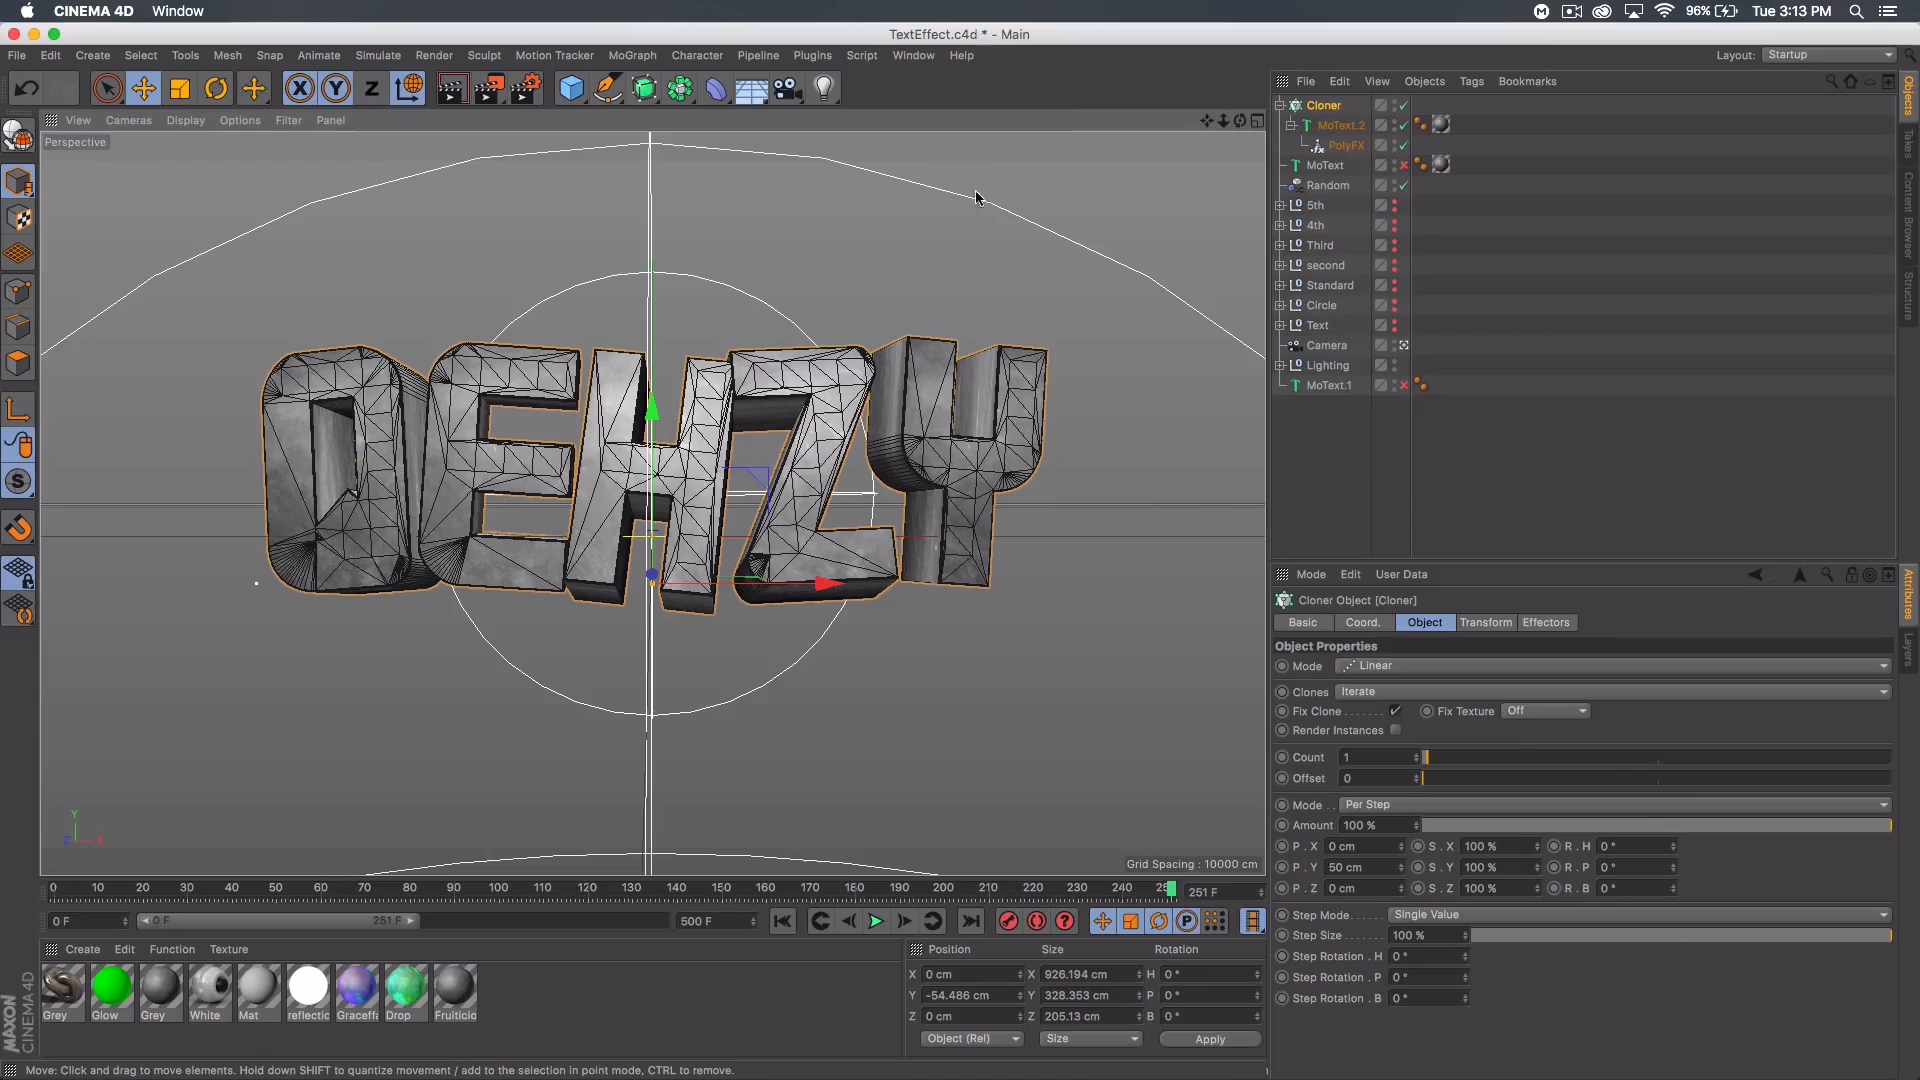 CINEMA 4D Window
96% Tue 3:13 PM
TextEffect.c4d * - Main
File Edit Create Select Tools Mesh Snap Animate Simulate Render Sculpt Motion Tracker MoGraph Character Pipeline Plugins Script Window Help
Layout: Startup
X Y Z
View Cameras Display Options Filter Panel
Perspective
DEHZY
Y
Z X
Grid Spacing : 10000 cm
File Edit View Objects Tags Bookmarks
Cloner
MoText.2
PolyFX
MoText
Random
5th
4th
Third
second
Standard
Circle
Text
Camera
Lighting
MoText.1
Objects
Takes
Content Browser
Structure
Mode Edit User Data
Cloner Object [Cloner]
Basic Coord. Object Transform Effectors
Object Properties
Mode Linear
Clones Iterate
Fix Clone Fix Texture Off
Render Instances
Count 1
Offset 0
Mode Per Step
Amount 100 %
P . X 0 cm S . X 100 % R . H 0 °
P . Y 50 cm S . Y 100 % R . P 0 °
P . Z 0 cm S . Z 100 % R . B 0 °
Step Mode Single Value
Step Size 100 %
Step Rotation . H 0 °
Step Rotation . P 0 °
Step Rotation . B 0 °
Attributes
Layers
0 10 20 30 40 50 60 70 80 90 100 110 120 130 140 150 160 170 180 190 200 210 220 230 240 251 F
0 F 0 F 251 F 500 F
Create Edit Function Texture
Grey Glow Grey White Mat reflectic Graceffa Drop Fruiticio
MAXON
CINEMA 4D
Position Size Rotation
X 0 cm X 926.194 cm H 0 °
Y -54.486 cm Y 328.353 cm P 0 °
Z 0 cm Z 205.13 cm B 0 °
Object (Rel) Size Apply
Move: Click and drag to move elements. Hold down SHIFT to quantize movement / add to the selection in point mode, CTRL to remove.